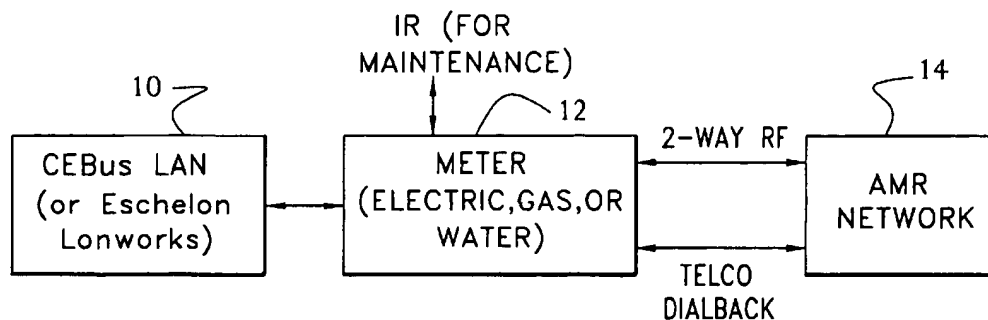 IR (FOR
MAINTENANCE)
10
12
14
CEBus LAN
(or Eschelon
Lonworks)
METER
(ELECTRIC,GAS,OR
WATER)
2-WAY RF
AMR
NETWORK
TELCO
DIALBACK